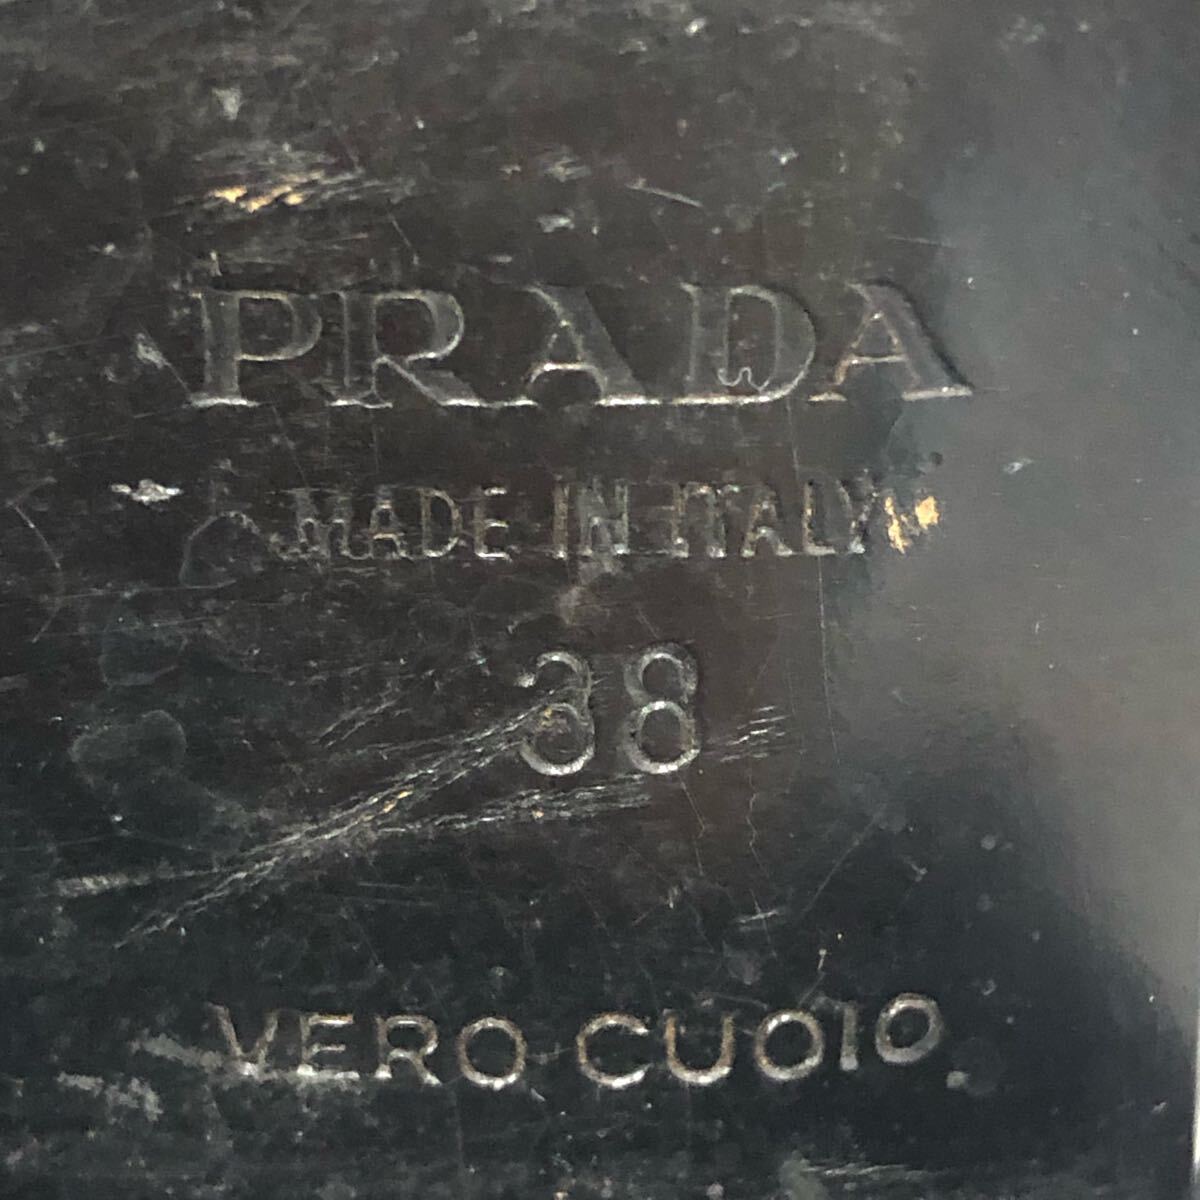 PRADA
MADE IN ITALY
38
VERO CUOIO